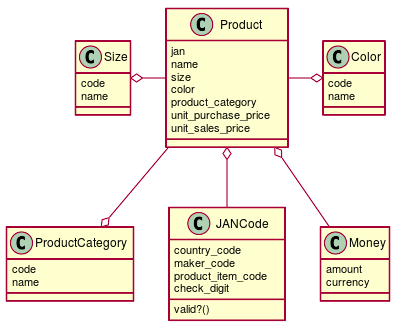 C Product
jan
name
size
color
product_category
unit_purchase_price
unit_sales_price
C Size
code
name
C Color
code
name
C ProductCategory
code
name
C JANCode
country_code
maker_code
product_item_code
check_digit
valid?()
C Money
amount
currency